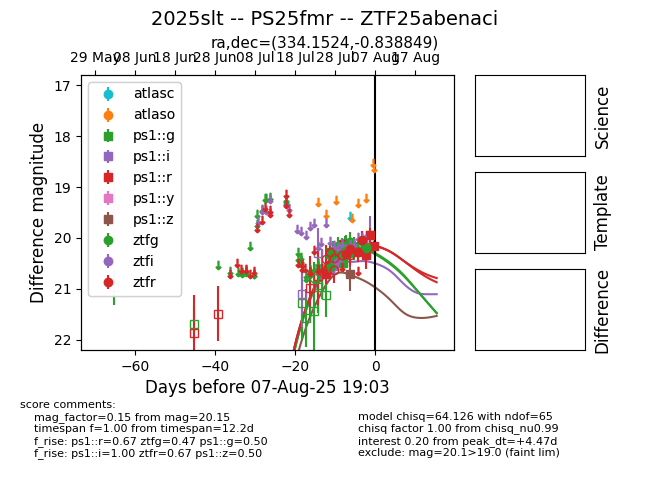 2025slt -- PS25fmr -- ZTF25abenaci
ra,dec=(334.1524,-0.838849)
29 May 08 Jun 18 Jun 28 Jun 08 Jul 18 Jul 28 Jul 07 Aug 17 Aug
atlasc
atlaso
ps1::g
ps1::i
ps1::r
ps1::y
ps1::z
ztfg
ztfi
ztfr
17
18
19
20
21
22
Difference magnitude
−60 −40 −20 0
Days before 07-Aug-25 19:03
Science
Template
Difference
score comments:
mag_factor=0.15 from mag=20.15
timespan f=1.00 from timespan=12.2d
f_rise: ps1::r=0.67 ztfg=0.47 ps1::g=0.50
f_rise: ps1::i=1.00 ztfr=0.67 ps1::z=0.50
model chisq=64.126 with ndof=65
chisq factor 1.00 from chisq_nu0.99
interest 0.20 from peak_dt=+4.47d
exclude: mag=20.1>19.0 (faint lim)